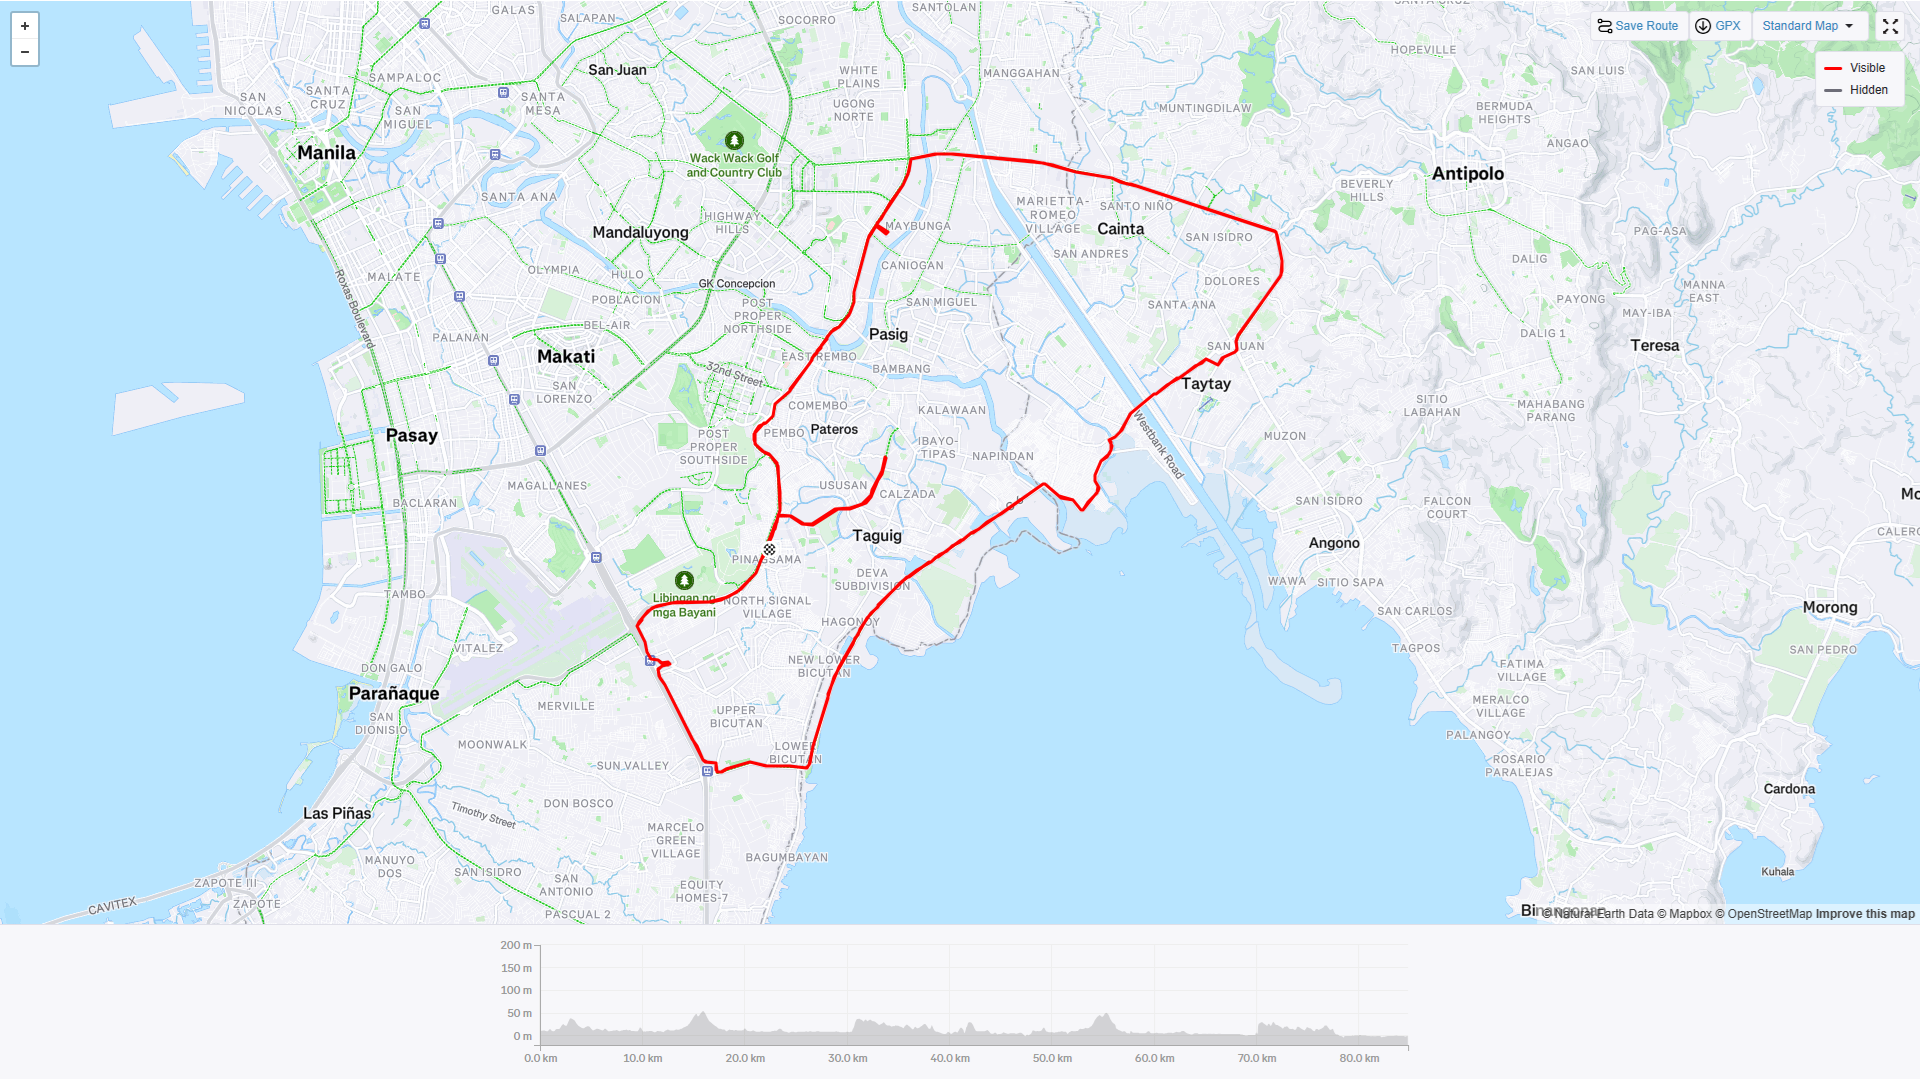 +
−
Save Route
GPX
Standard Map
Visible
Hidden
GALAS
SALAPAN
SOCORRO
SANTOLAN
HOPEVILLE
SAN LUIS
San Juan
SAMPALOC
WHITE
PLAINS
MANGGAHAN
SANTA
CRUZ
SAN
NICOLAS
SAN
MIGUEL
SANTA
MESA
UGONG
NORTE
MUNTINGDILAW
BERMUDA
HEIGHTS
ANGAO
Manila
Wack Wack Golf
and Country Club
Antipolo
BEVERLY
HILLS
SANTA ANA
HIGHWAY
HILLS
MAYBUNGA
MARIETTA-
ROMEO
VILLAGE
SANTO NIÑO
Cainta
SAN ISIDRO
PAG-ASA
Mandaluyong
SAN ANDRES
DALIG
MALATE
OLYMPIA
HULO
CANIOGAN
DOLORES
MANNA
EAST
GK Concepcion
POBLACION
POST
PROPER
NORTHSIDE
SAN MIGUEL
SANTA ANA
PAYONG
MAY-IBA
Roxas Boulevard
PALANAN
BEL-AIR
Pasig
DALIG 1
Teresa
Makati
EAST REMBO
SAN JUAN
32nd Street
BAMBANG
Taytay
SAN
LORENZO
COMEMBO
KALAWAAN
SITIO
LABAHAN
MAHABANG
PARANG
Pasay
PEMBO
Pateros
MUZON
POST
PROPER
SOUTHSIDE
IBAYO-
TIPAS
NAPINDAN
Westbank Road
MAGALLANES
USUSAN
CALZADA
BACLARAN
SAN ISIDRO
FALCON
COURT
Taguig
Angono
DEVA
SUBDIVISION
WAWA
SITIO SAPA
TAMBO
Libingan ng
mga Bayani
NORTH SIGNAL
VILLAGE
HAGONOY
SAN CARLOS
Morong
VITALEZ
TAGPOS
SAN PEDRO
DON GALO
NEW LOWER
BICUTAN
FATIMA
VILLAGE
Parañaque
MERVILLE
UPPER
BICUTAN
MERALCO
VILLAGE
SAN
DIONISIO
MOONWALK
LOWER
BICUTAN
PALANGOY
SUN VALLEY
ROSARIO
PARALEJAS
Cardona
Las Piñas
DON BOSCO
Timothy Street
MARCELO
GREEN
VILLAGE
BAGUMBAYAN
MANUYO
DOS
SAN ISIDRO
SAN
ANTONIO
EQUITY
HOMES-7
Kuhala
ZAPOTE III
ZAPOTE
CAVITEX
PASCUAL 2
© Natural Earth Data © Mapbox © OpenStreetMap Improve this map
200 m
150 m
100 m
50 m
0 m
0.0 km
10.0 km
20.0 km
30.0 km
40.0 km
50.0 km
60.0 km
70.0 km
80.0 km